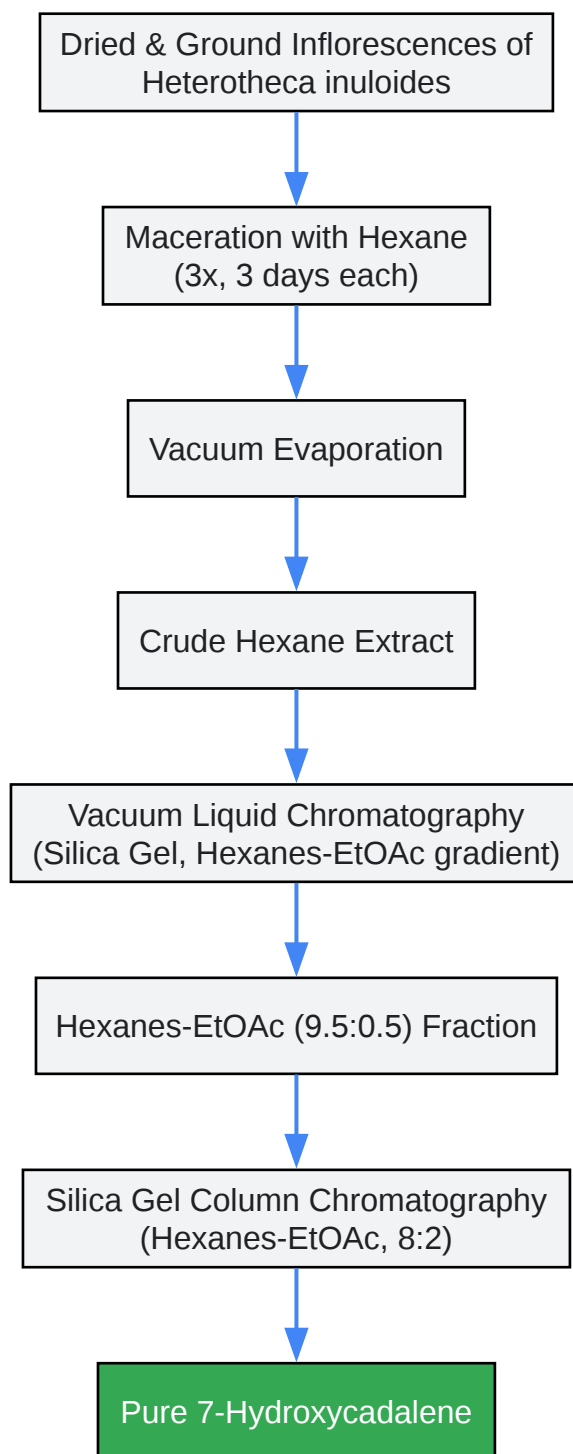 Dried & Ground Inflorescences of
Heterotheca inuloides
Maceration with Hexane
(3x, 3 days each)
Vacuum Evaporation
Crude Hexane Extract
Vacuum Liquid Chromatography
(Silica Gel, Hexanes-EtOAc gradient)
Hexanes-EtOAc (9.5:0.5) Fraction
Silica Gel Column Chromatography
(Hexanes-EtOAc, 8:2)
Pure 7-Hydroxycadalene